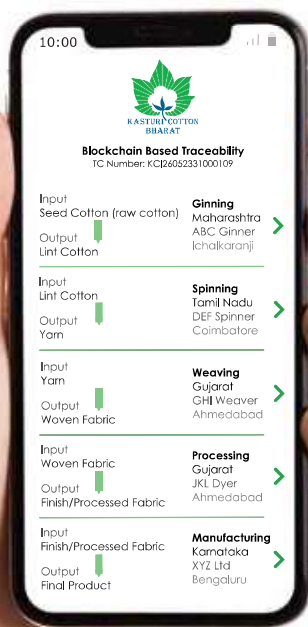 10:00
KASTURI COTTON
BHARAT
Blockchain Based Traceability
TC Number: KCI26052331000109
Input
Seed Cotton (raw cotton)
Output
Lint Cotton
Ginning
Maharashtra
ABC Ginner
Ichalkaranji
Input
Lint Cotton
Output
Yarn
Spinning
Tamil Nadu
DEF Spinner
Coimbatore
Input
Yarn
Output
Woven Fabric
Weaving
Gujarat
GHI Weaver
Ahmedabad
Input
Woven Fabric
Output
Finish/Processed Fabric
Processing
Gujarat
JKL Dyer
Ahmedabad
Input
Finish/Processed Fabric
Output
Final Product
Manufacturing
Karnataka
XYZ Ltd
Bengaluru